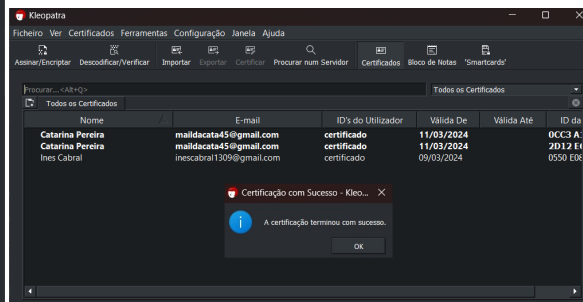 Kleopatra
Ficheiro Ver Certificados Ferramentas Configuração Janela Ajuda
Assinar/Encriptar Descodificar/Verificar Importar Exportar Certificar Procurar num Servidor Certificados Bloco de Notas 'Smartcards'
Procurar...<Alt+Q> Todos os Certificados
Todos os Certificados
Nome E-mail ID's do Utilizador Válida De Válida Até ID da
Catarina Pereira maildacata45@gmail.com certificado 11/03/2024 0CC3 A
Catarina Pereira maildacata45@gmail.com certificado 11/03/2024 2D12 E
Ines Cabral inescabral1309@gmail.com certificado 09/03/2024 0550 E08
Certificação com Sucesso - Kleo...
A certificação terminou com sucesso.
OK